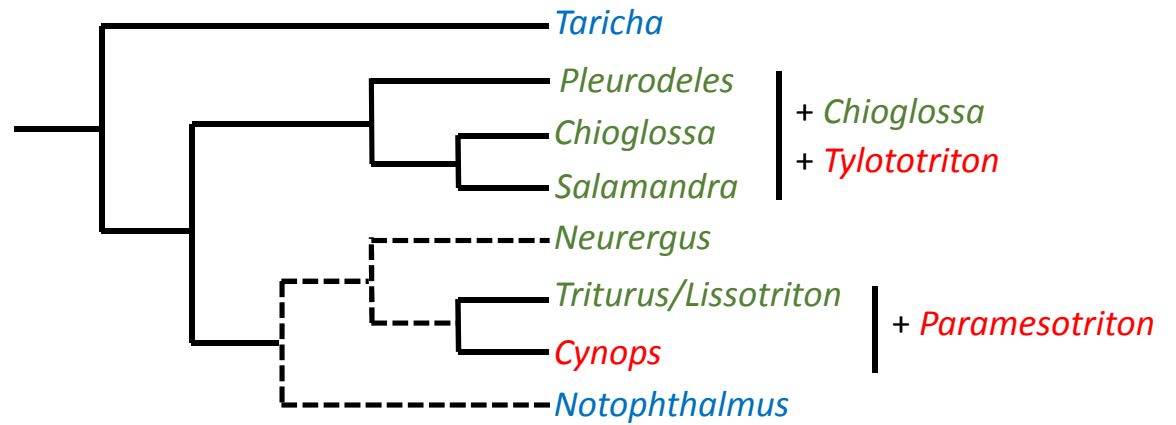 Taricha
Pleurodeles
Chioglossa
Salamandra
+ Chioglossa
+ Tylototriton
Neurergus
Triturus/Lissotriton
Cynops
+ Paramesotriton
Notophthalmus